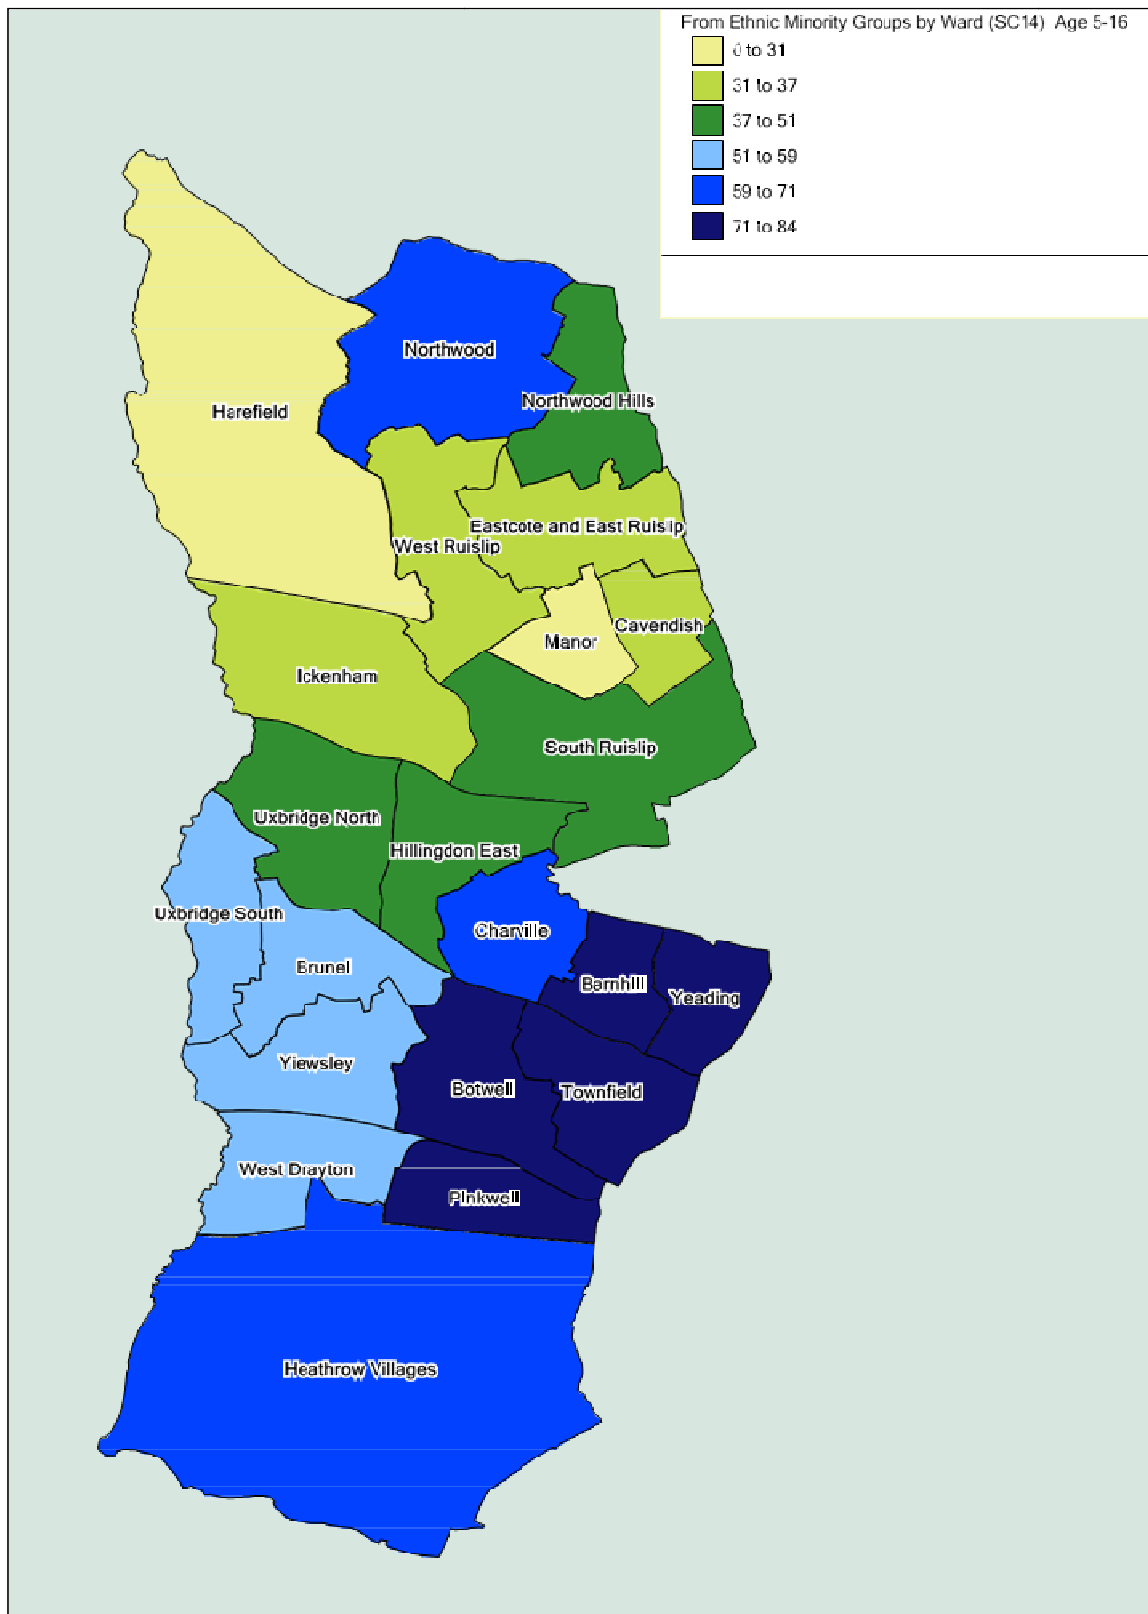 From Ethnic Minority Groups by Ward (SC14) Age 5-16
0 to 31
31 to 37
37 to 51
51 to 59
59 to 71
71 to 84
Northwood
Northwood Hills
Harefield
Eastcote and East Ruislip
West Ruislip
Cavendish
Manor
Ickenham
South Ruislip
Uxbridge North
Hillingdon East
Uxbridge South
Charville
Brunel
Barnhill
Yeading
Yiewsley
Botwell
Townfield
West Drayton
Pinkwell
Heathrow Villages